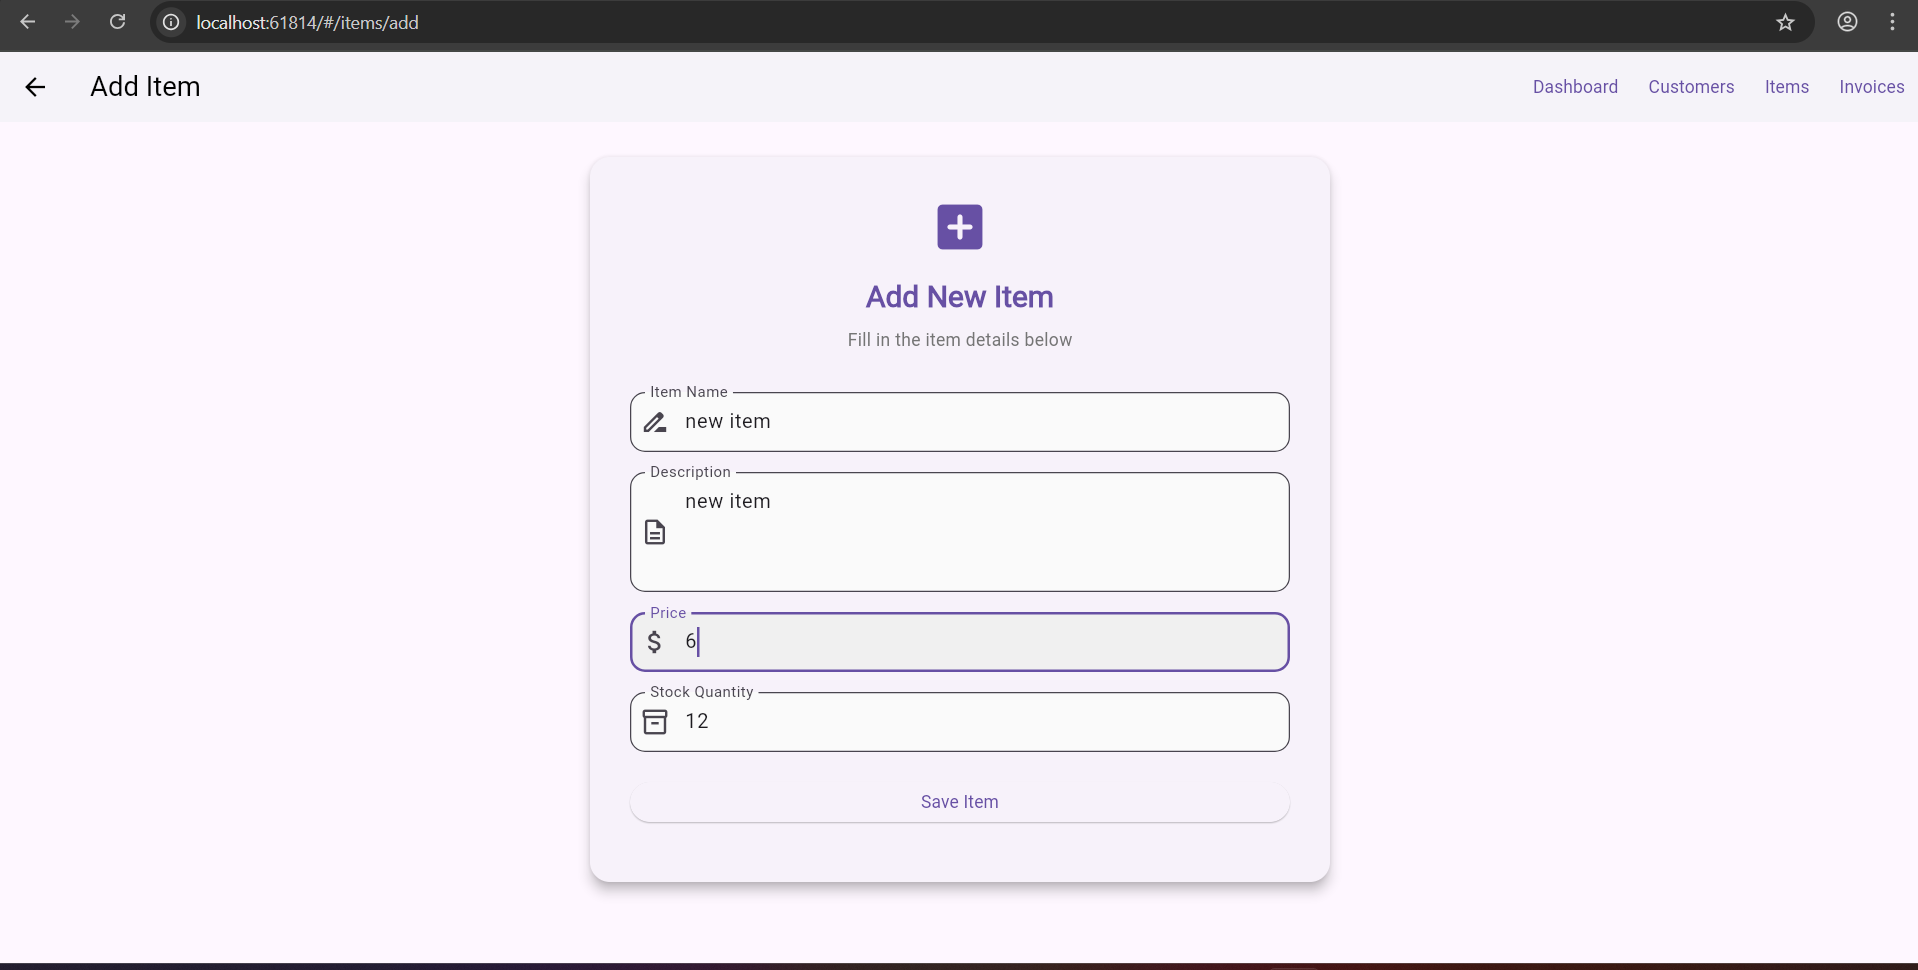 localhost:61814/#/items/add
Add Item
Dashboard Customers Items Invoices
Add New Item
Fill in the item details below
Item Name
new item
Description
new item
Price
$ 6
Stock Quantity
12
Save Item